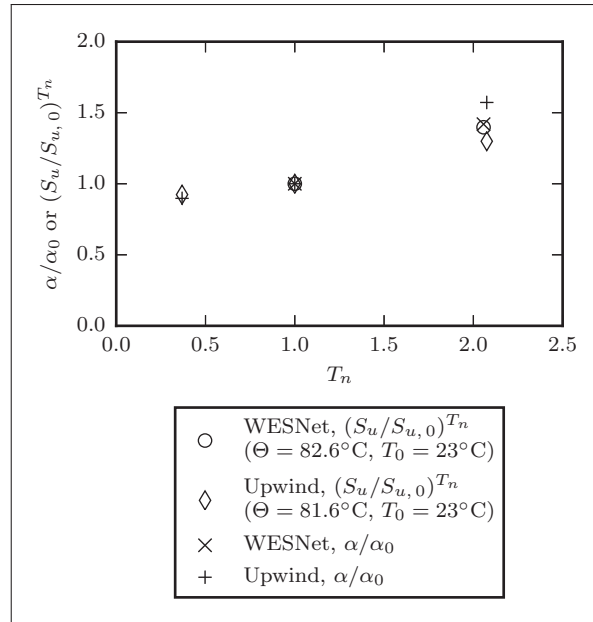 2.0
1.5
1.0
0.5
0.0
α/α₀ or (Sᵤ/Sᵤ,₀)^Tₙ
0.0 0.5 1.0 1.5 2.0 2.5
Tₙ
WESNet, (Sᵤ/Sᵤ,₀)^Tₙ
(Θ = 82.6°C, T₀ = 23°C)
Upwind, (Sᵤ/Sᵤ,₀)^Tₙ
(Θ = 81.6°C, T₀ = 23°C)
WESNet, α/α₀
Upwind, α/α₀